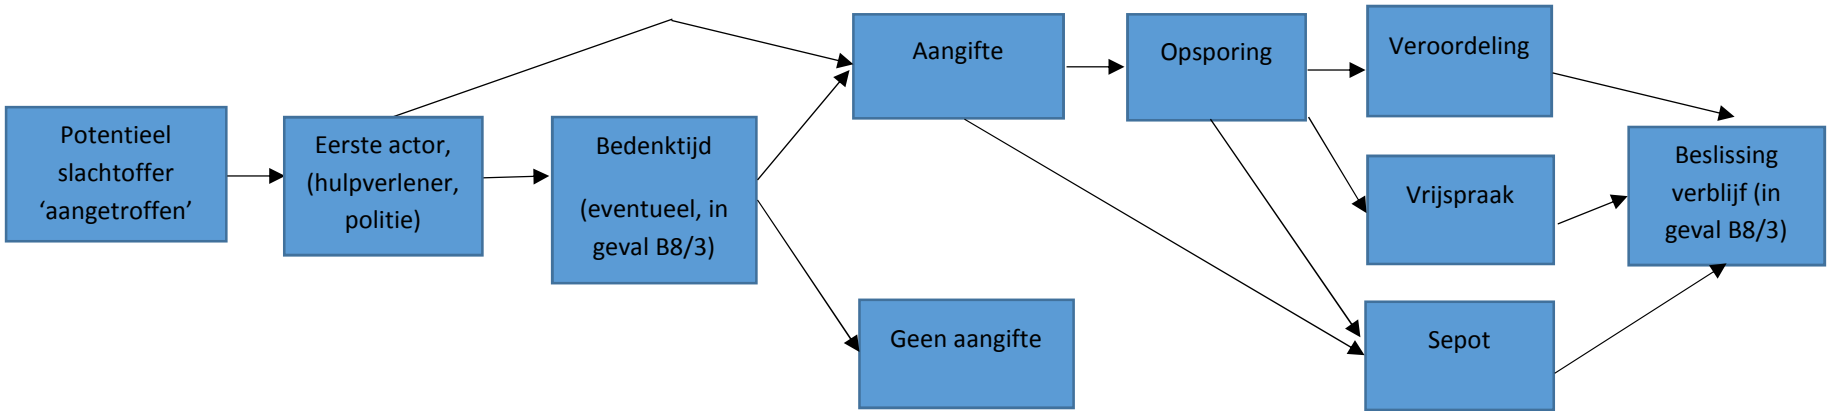 Potentieel
slachtoffer
‘aangetroffen’
Eerste actor,
(hulpverlener,
politie)
Bedenktijd
(eventueel, in
geval B8/3)
Aangifte
Geen aangifte
Opsporing
Veroordeling
Vrijspraak
Sepot
Beslissing
verblijf (in
geval B8/3)